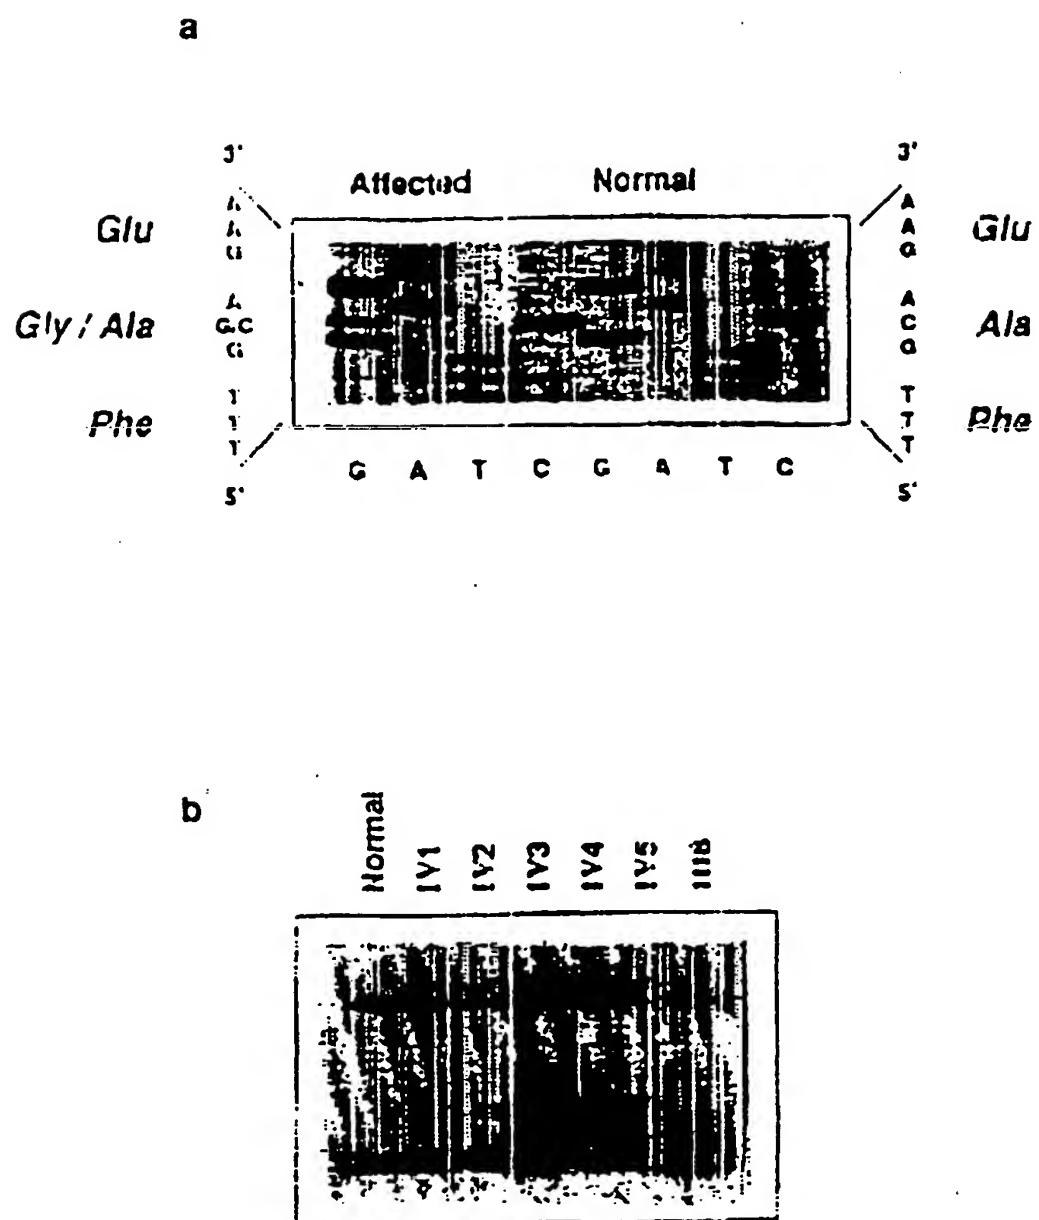 a
3' Affected Normal 3'
A A
Glu A A Glu
G G
A A
Gly / Ala G.C C Ala
G G
T T
Phe T T Phe
T T
5' G A T C G A T C 5'
b
Normal IV1 IV2 IV3 IV4 IV5 III8